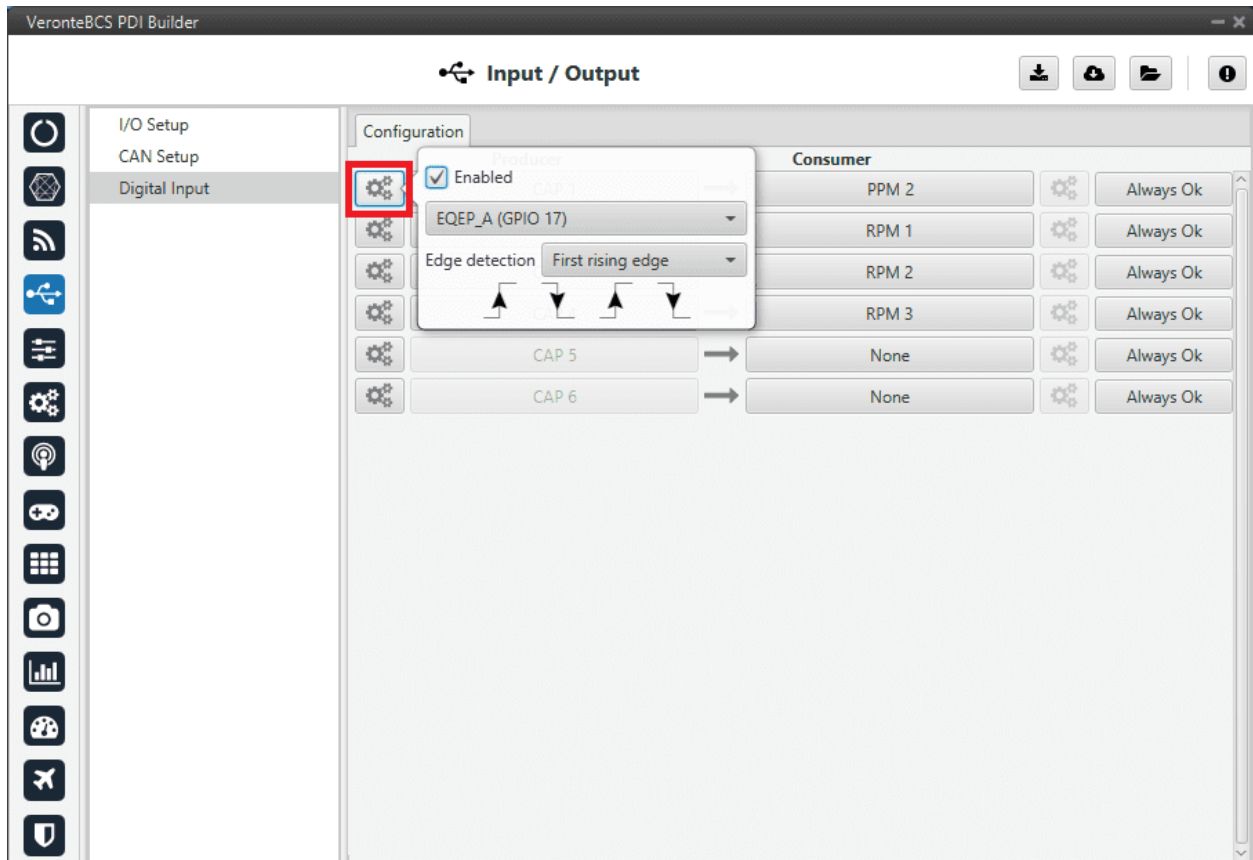 VeronteBCS PDI Builder
Input / Output
I/O Setup
CAN Setup
Digital Input
Configuration
Producer Consumer
Enabled
CAP 1 PPM 2 Always Ok
EQEP_A (GPIO 17)
RPM 1 Always Ok
Edge detection First rising edge
RPM 2 Always Ok
RPM 3 Always Ok
CAP 5 None Always Ok
CAP 6 None Always Ok